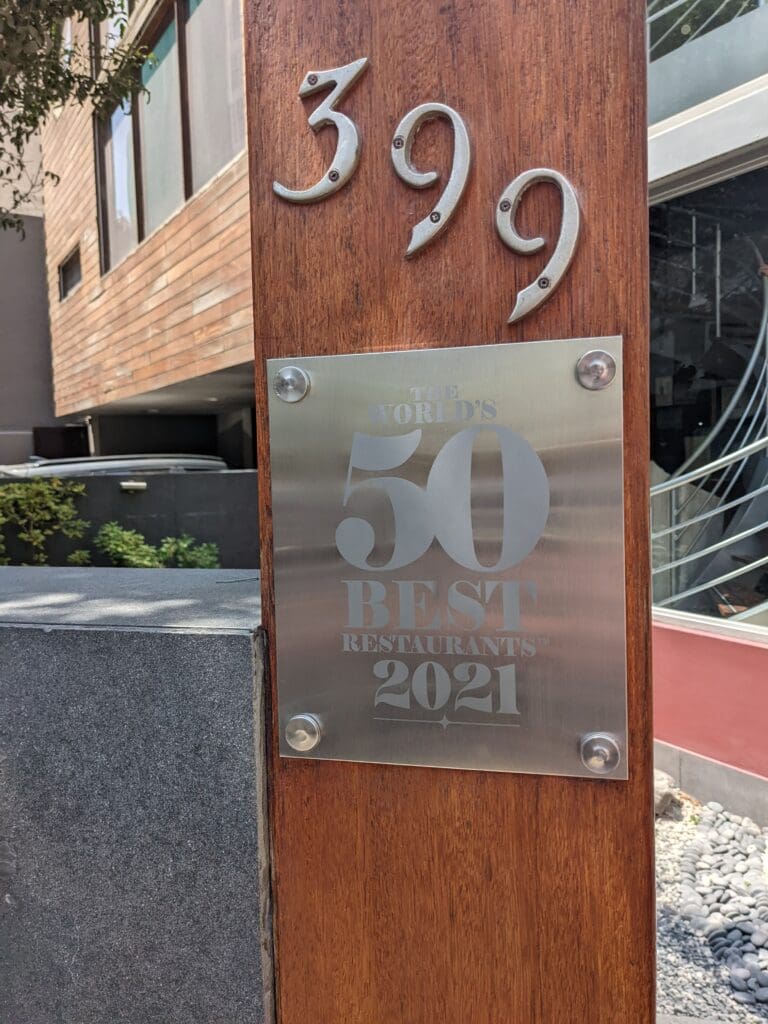 399
THE
WORLD'S
50
BEST
RESTAURANTS™
2021